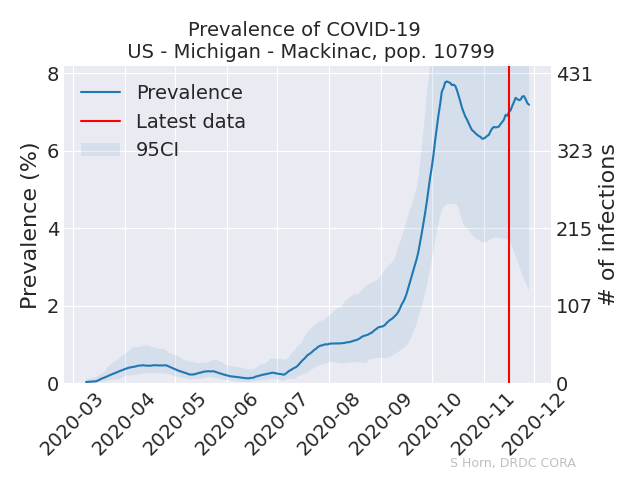 Prevalence of COVID-19
US - Michigan - Mackinac, pop. 10799
Prevalence (%)
8
6
4
2
0
Prevalence
Latest data
95CI
431
323
215
107
0
# of infections
2020-03
2020-04
2020-05
2020-06
2020-07
2020-08
2020-09
2020-10
2020-11
2020-12
S Horn, DRDC CORA